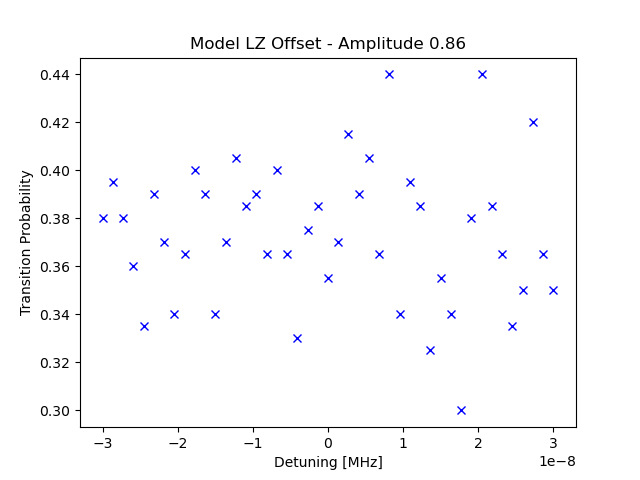 Model LZ Offset - Amplitude 0.86
Transition Probability
0.44
0.42
0.40
0.38
0.36
0.34
0.32
0.30
−3 −2 −1 0 1 2 3
1e−8
Detuning [MHz]